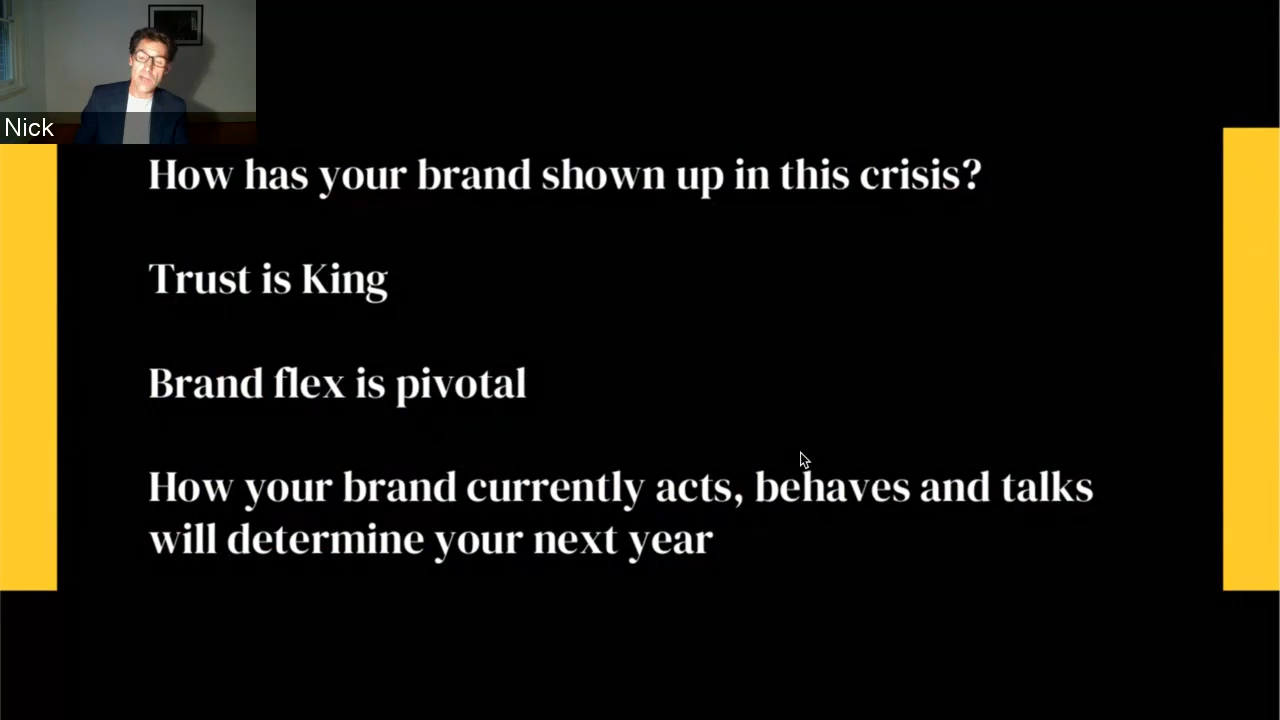 Nick
How has your brand shown up in this crisis?
Trust is King
Brand flex is pivotal
How your brand currently acts, behaves and talks
will determine your next year